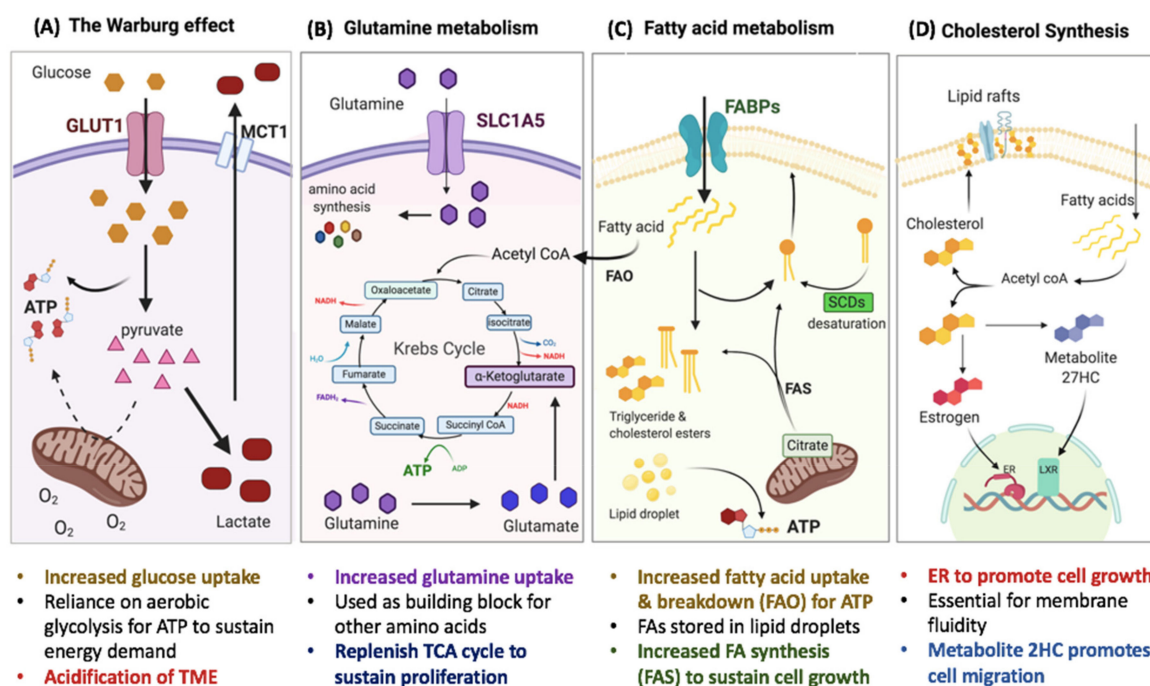 (A) The Warburg effect
Glucose
GLUT1
MCT1
ATP
pyruvate
O2
O2
O2
Lactate
• Increased glucose uptake
• Reliance on aerobic
glycolysis for ATP to sustain
energy demand
• Acidification of TME
(B) Glutamine metabolism
Glutamine
SLC1A5
amino acid
synthesis
Acetyl CoA
Oxaloacetate
Citrate
NADH
Malate
isocitrate
CO2
NADH
H2O
Krebs Cycle
Fumarate
α-Ketoglutarate
FADH2
NADH
Succinate
Succinyl CoA
ATP
ADP
Glutamine
Glutamate
• Increased glutamine uptake
• Used as building block for
other amino acids
• Replenish TCA cycle to
sustain proliferation
(C) Fatty acid metabolism
FABPs
Fatty acid
FAO
SCDs
desaturation
FAS
Triglyceride &
cholesterol esters
Citrate
Lipid droplet
ATP
• Increased fatty acid uptake
& breakdown (FAO) for ATP
• FAs stored in lipid droplets
• Increased FA synthesis
(FAS) to sustain cell growth
(D) Cholesterol Synthesis
Lipid rafts
Fatty acids
Cholesterol
Acetyl coA
Metabolite
27HC
Estrogen
ER
LXR
• ER to promote cell growth
• Essential for membrane
fluidity
• Metabolite 2HC promotes
cell migration